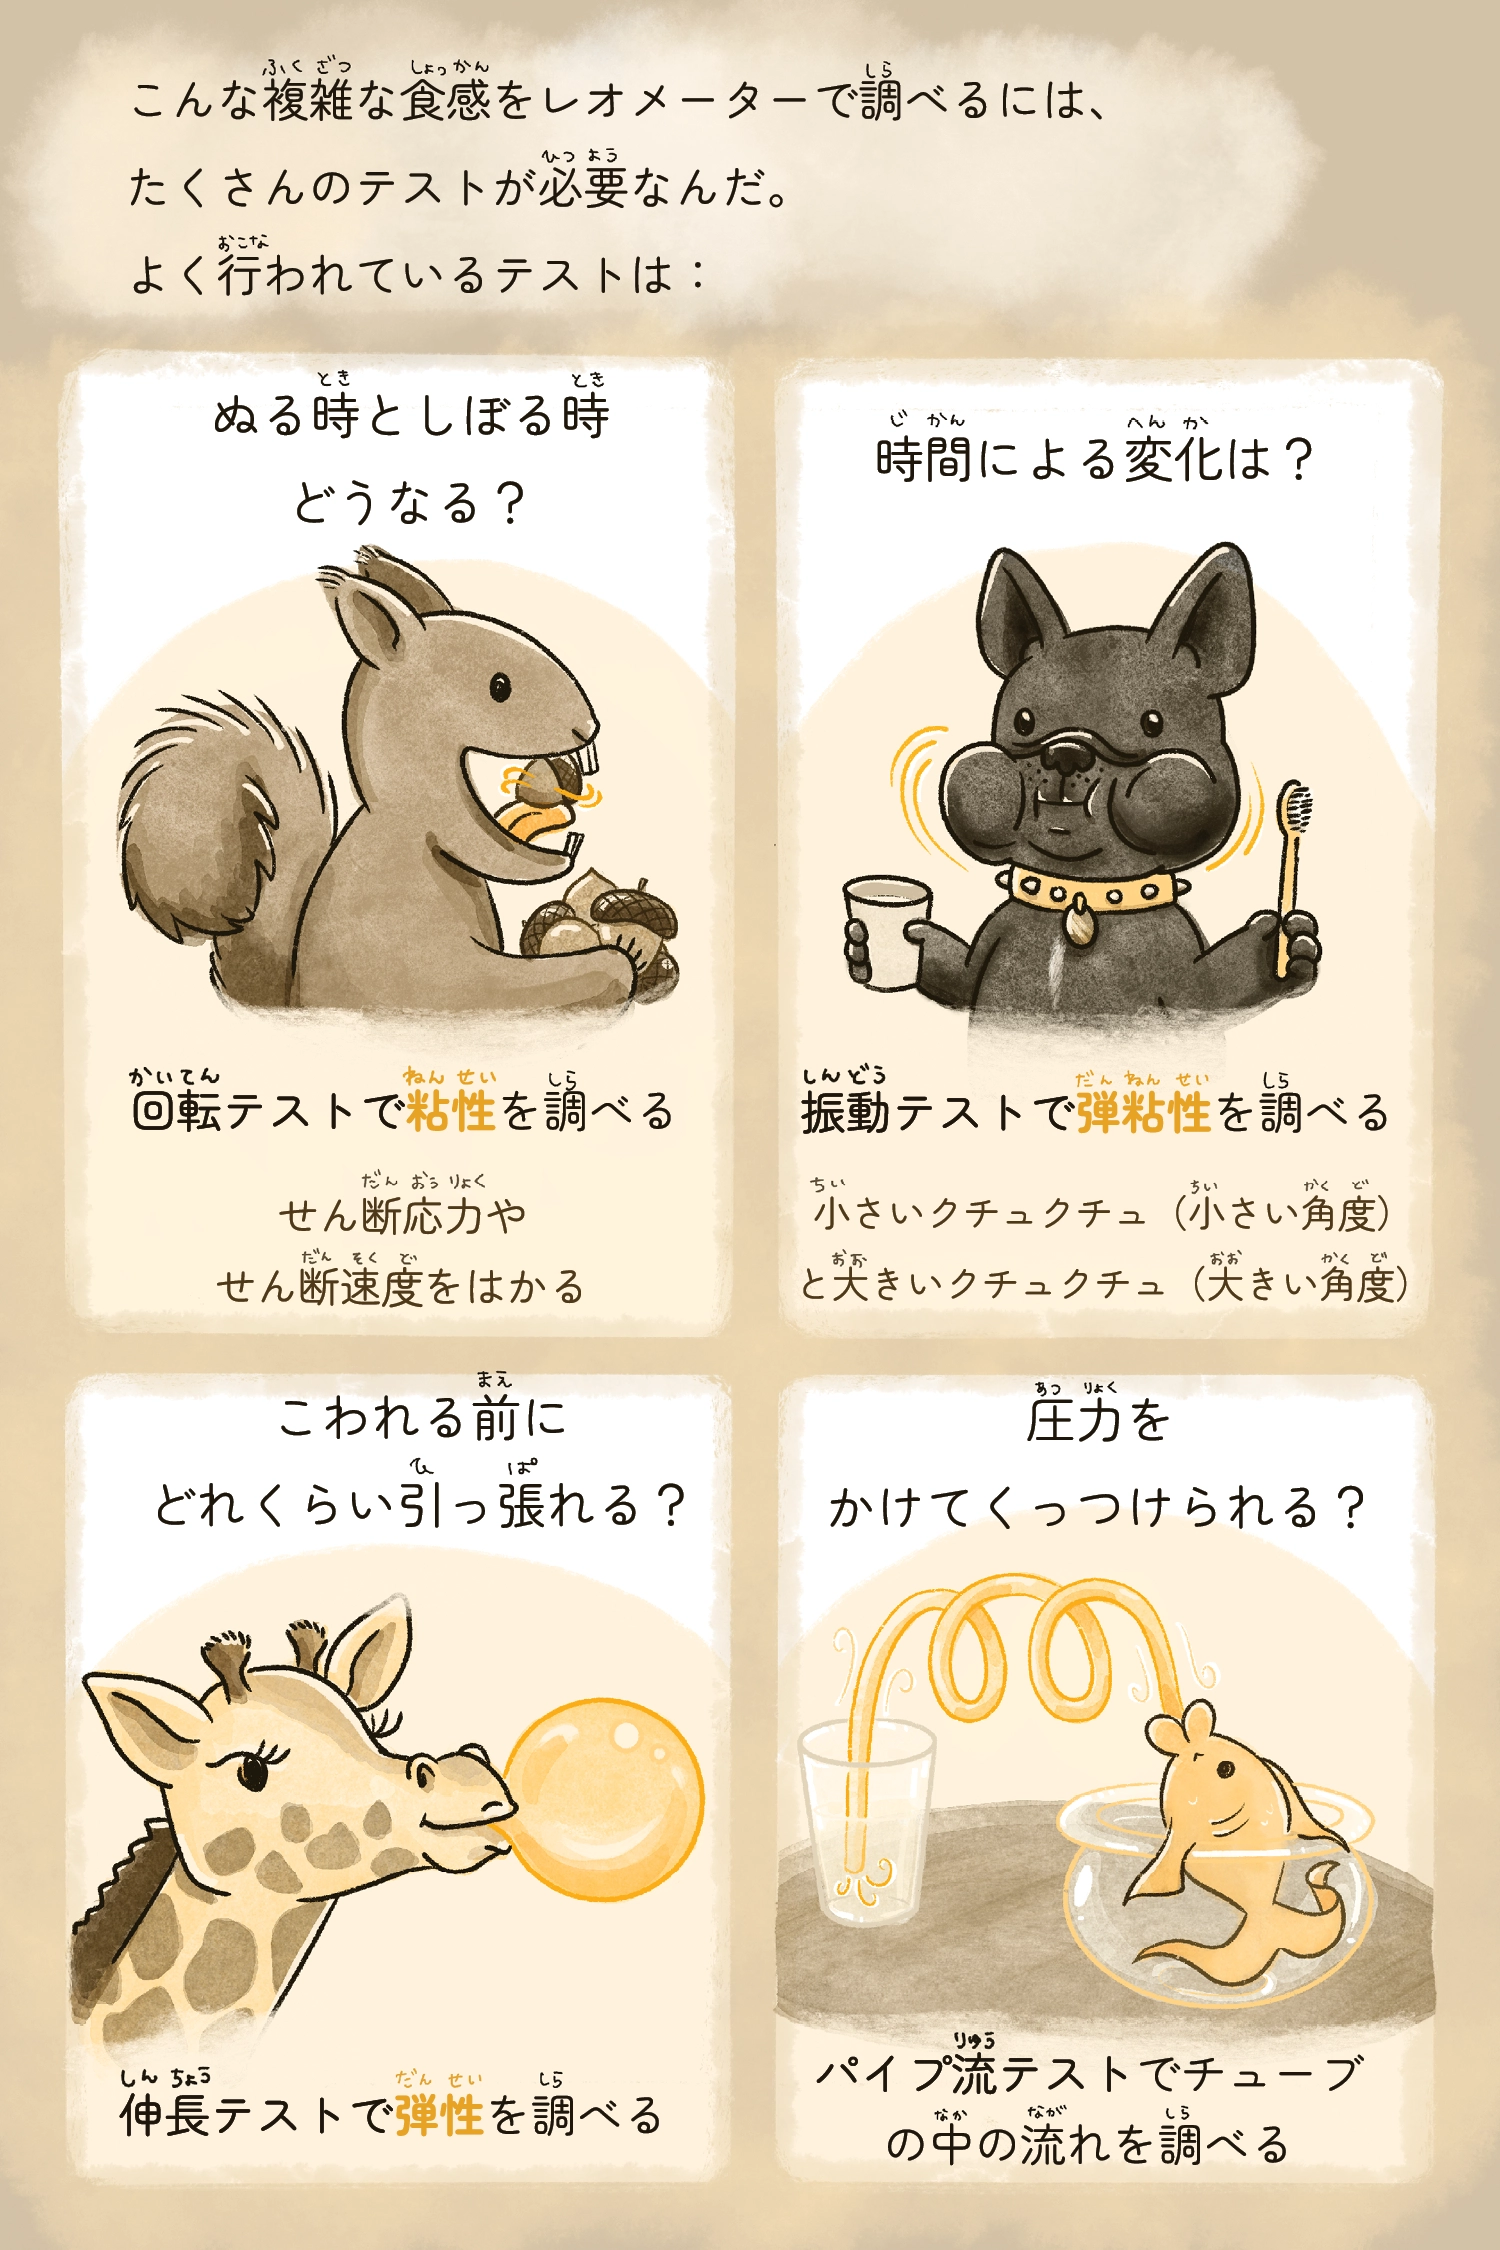 こんな複雑な食感をレオメーターで調べるには、
たくさんのテストが必要なんだ。
よく行われているテストは：
ぬる時としぼる時
どうなる？
回転テストで粘性を調べる
せん断応力や
せん断速度をはかる
時間による変化は？
振動テストで弾粘性を調べる
小さいクチュクチュ（小さい角度）
と大きいクチュクチュ（大きい角度）
こわれる前に
どれくらい引っ張れる？
伸長テストで弾性を調べる
圧力を
かけてくっつけられる？
パイプ流テストでチューブ
の中の流れを調べる